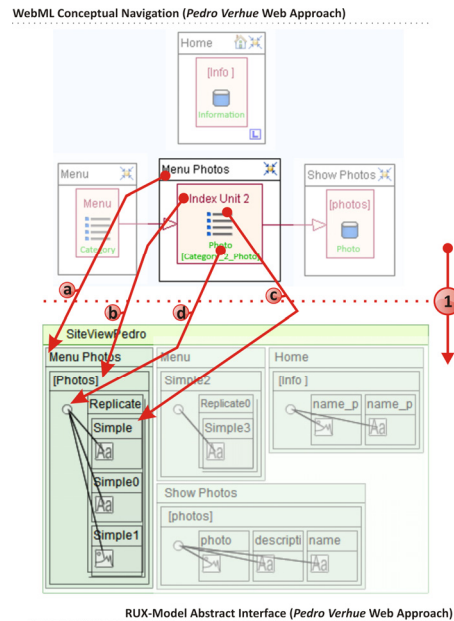 WebML Conceptual Navigation (Pedro Verhue Web Approach)
Home
[Info ]
Information
L
Menu
Menu
Category
Menu Photos
Index Unit 2
Photo
[Category_2_Photo]
Show Photos
[photos]
Photo
a
b
d
c
1
SiteViewPedro
Menu Photos
[Photos]
Replicate
Simple
Aa
Simple0
Aa
Simple1
Menu
Simple2
Replicate0
Simple3
Aa
Home
[Info ]
name_p
name_p
Aa
Show Photos
[photos]
photo
descripti
name
Aa
Aa
RUX-Model Abstract Interface (Pedro Verhue Web Approach)